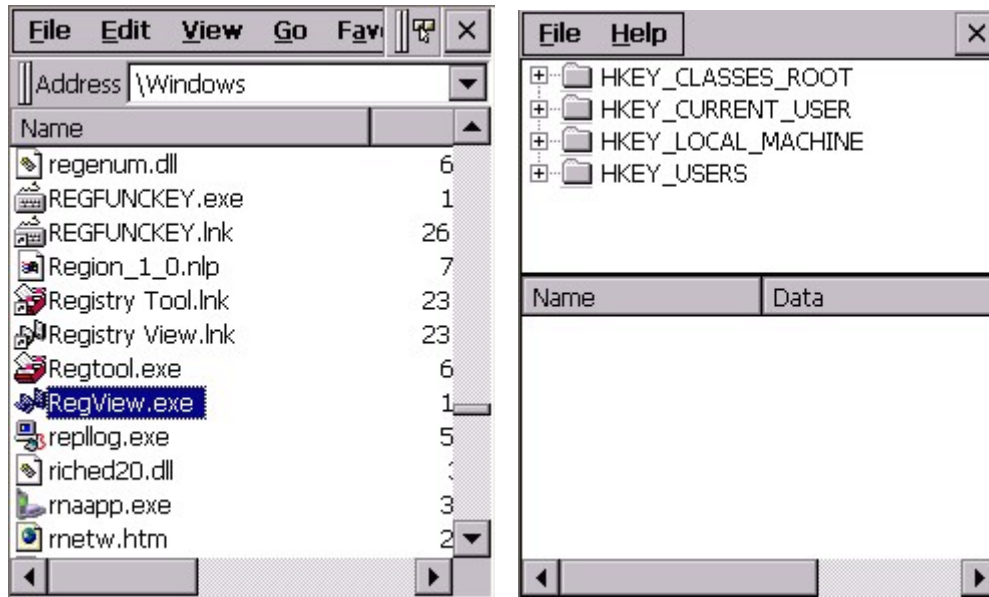 File Edit View Go Fav
Address \Windows
Name
regenum.dll 6
REGFUNCKEY.exe 1
REGFUNCKEY.lnk 26
Region_1_0.nlp 7
Registry Tool.lnk 23
Registry View.lnk 23
Regtool.exe 6
RegView.exe 1
repllog.exe 5
riched20.dll
rnaapp.exe 3
rnetw.htm 2
File Help
HKEY_CLASSES_ROOT
HKEY_CURRENT_USER
HKEY_LOCAL_MACHINE
HKEY_USERS
Name Data